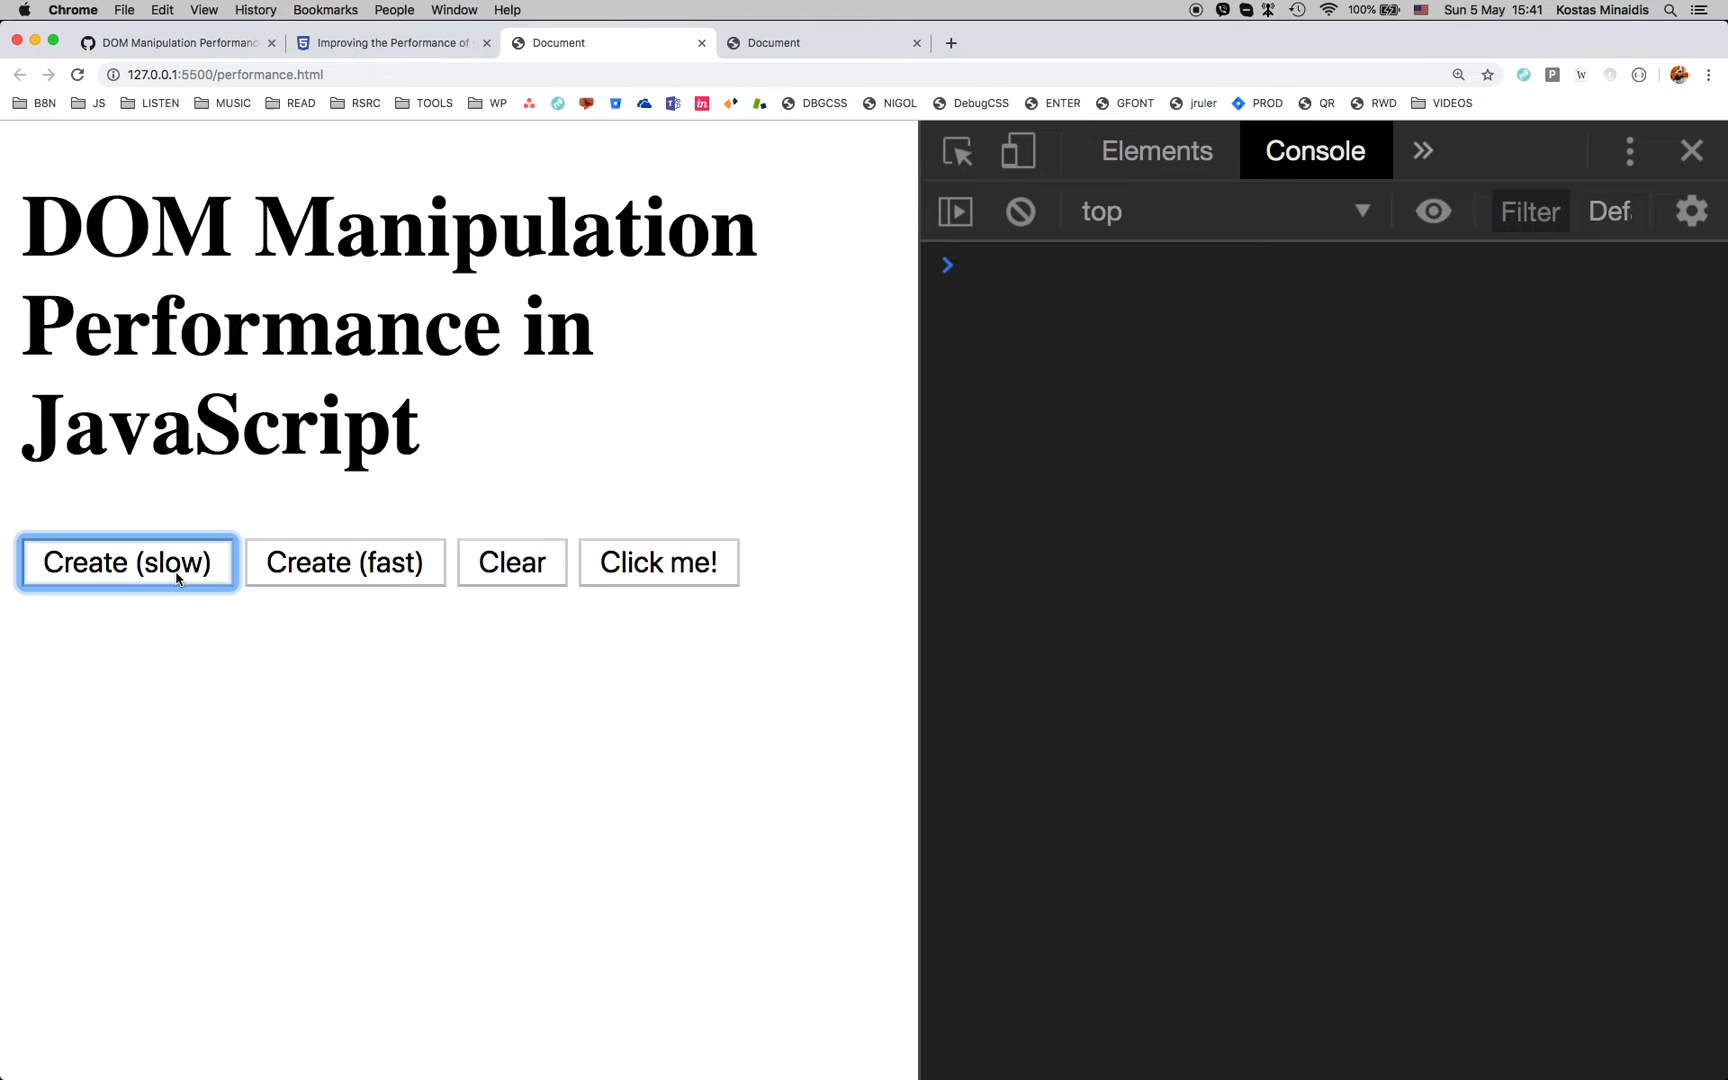 Chrome File Edit View History Bookmarks People Window Help 100% Sun 5 May 15:41 Kostas Minaidis
DOM Manipulation Performanc Improving the Performance of Document Document
127.0.0.1:5500/performance.html
B8N JS LISTEN MUSIC READ RSRC TOOLS WP DBGCSS NIGOL DebugCSS ENTER GFONT jruler PROD QR RWD VIDEOS
Elements Console
top Filter Def
DOM Manipulation
Performance in
JavaScript
Create (slow) Create (fast) Clear Click me!